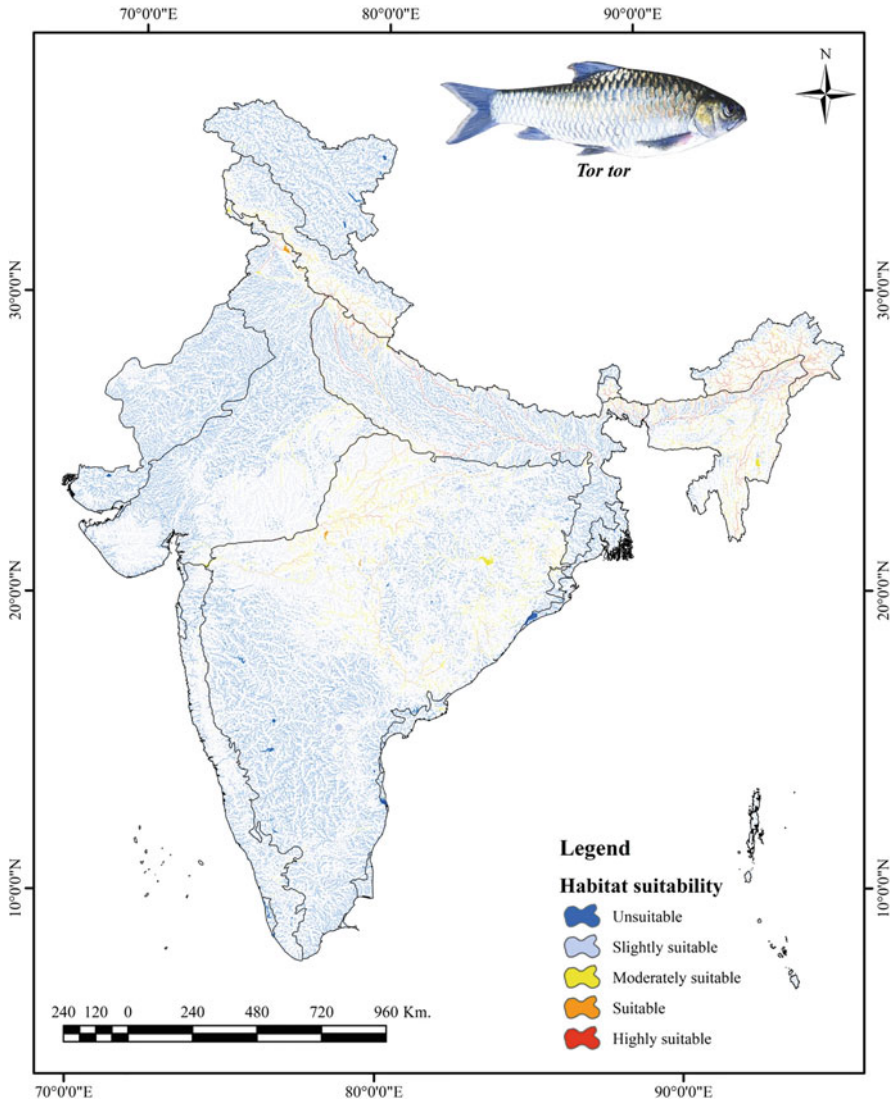 70°0'0"E 80°0'0"E 90°0'0"E
N
Tor tor
30°0'0"N 30°0'0"N
20°0'0"N 20°0'0"N
10°0'0"N 10°0'0"N
Legend
Habitat suitability
Unsuitable
Slightly suitable
Moderately suitable
Suitable
Highly suitable
240 120 0 240 480 720 960 Km.
70°0'0"E 80°0'0"E 90°0'0"E